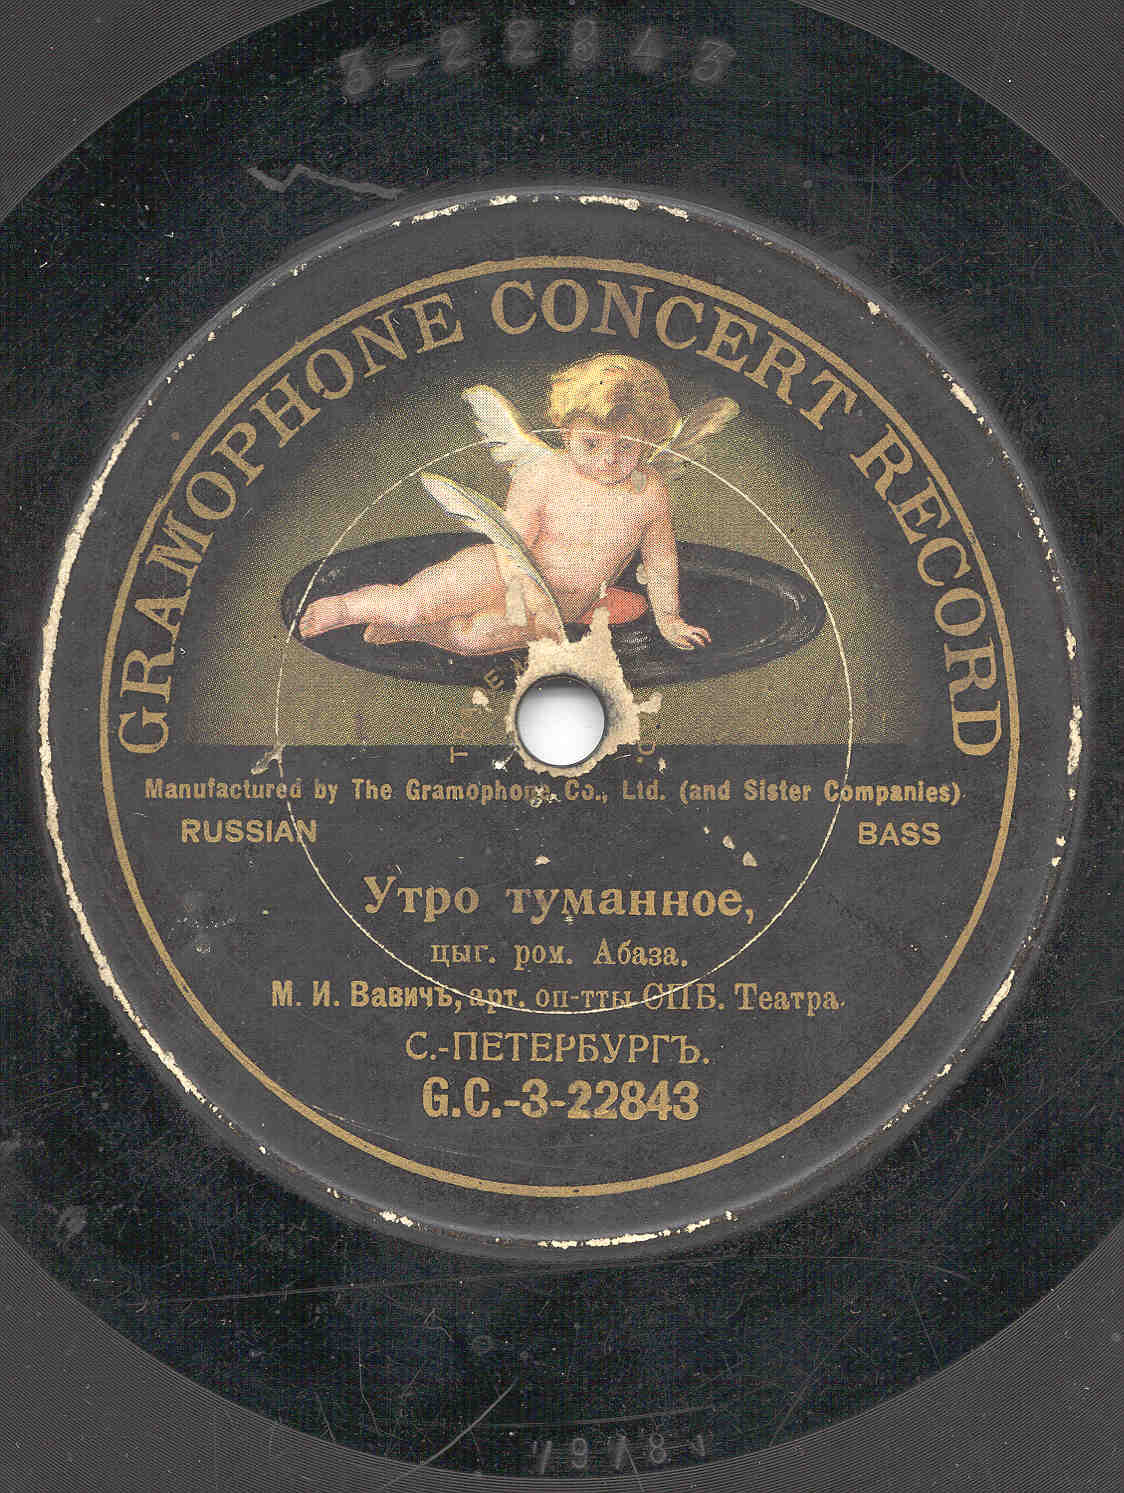 3-22843
GRAMOPHONE CONCERT RECORD
Manufactured by The Gramophone Co., Ltd. (and Sister Companies)
RUSSIAN
BASS
Утро туманное,
цыг. ром. Абаза.
М. И. Вавичъ, арт. оп-тты СПБ. Театра.
С.-ПЕТЕРБУРГЪ.
G.C.-3-22843